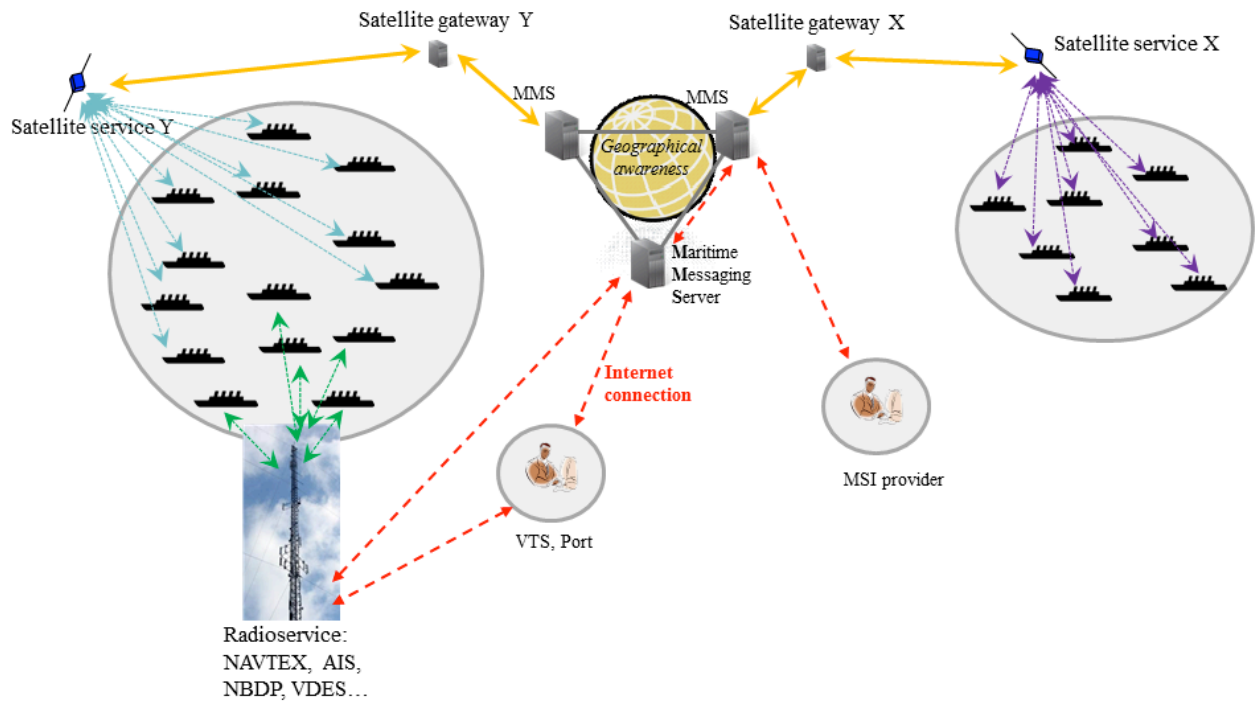 Satellite gateway Y
Satellite gateway X
Satellite service X
Satellite service Y
MMS
MMS
Geographical
awareness
Maritime
Messaging
Server
Internet
connection
MSI provider
VTS, Port
Radioservice:
NAVTEX, AIS,
NBDP, VDES…